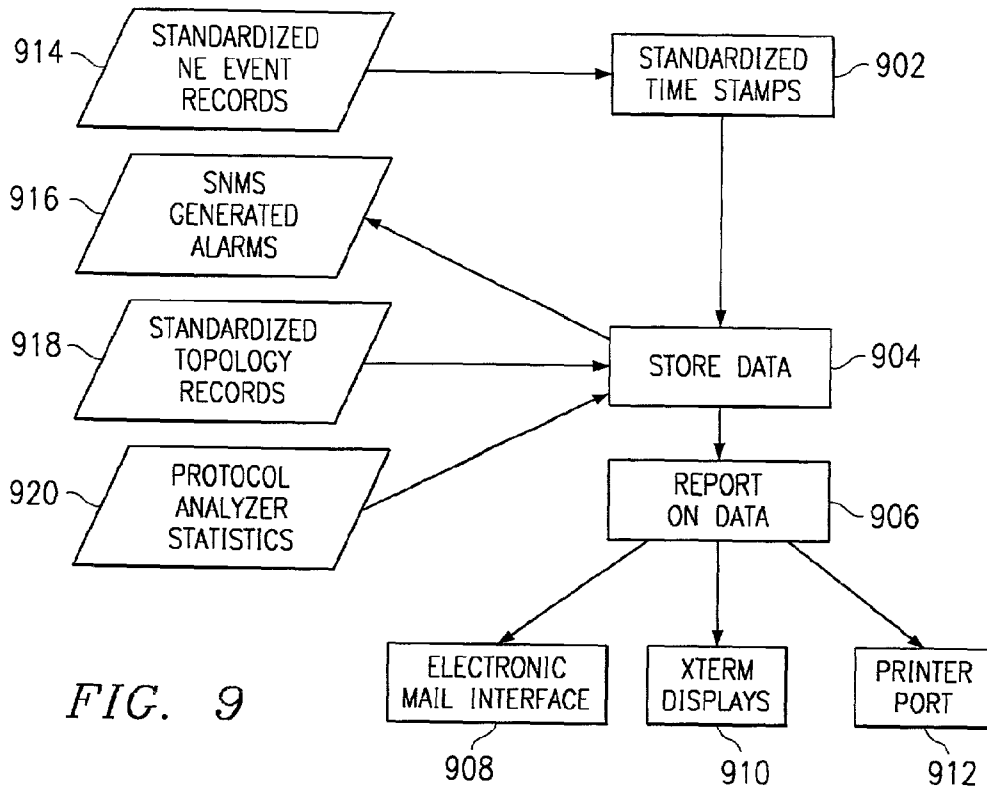 914
STANDARDIZED
NE EVENT
RECORDS
STANDARDIZED
TIME STAMPS
902
916
SNMS
GENERATED
ALARMS
918
STANDARDIZED
TOPOLOGY
RECORDS
STORE DATA
904
920
PROTOCOL
ANALYZER
STATISTICS
REPORT
ON DATA
906
ELECTRONIC
MAIL INTERFACE
908
XTERM
DISPLAYS
910
PRINTER
PORT
912
FIG. 9